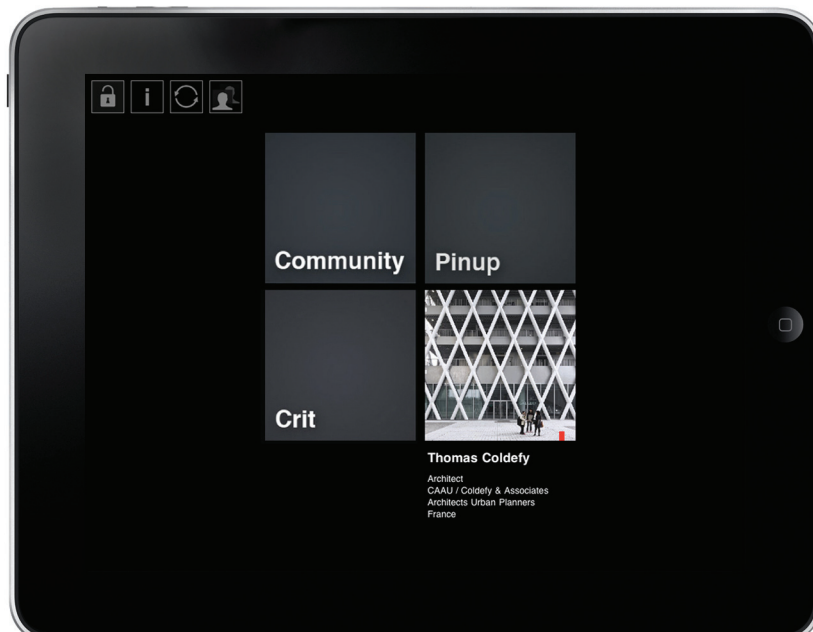 i
Community
Pinup
Crit
Thomas Coldefy
Architect
CAAU / Coldefy & Associates
Architects Urban Planners
France